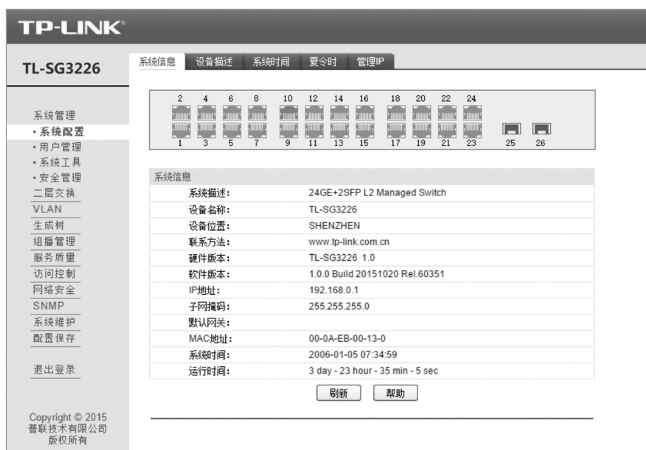 TP-LINK®
TL-SG3226
系统信息 设备描述 系统时间 夏令时 管理IP
系统管理
•系统配置
•用户管理
•系统工具
•安全管理
二层交换
VLAN
生成树
组播管理
服务质量
访问控制
网络安全
SNMP
系统维护
配置保存
退出登录
Copyright © 2015
普联技术有限公司
版权所有
2 4 6 8 10 12 14 16 18 20 22 24
1 3 5 7 9 11 13 15 17 19 21 23 25 26
系统信息
系统描述: 24GE+2SFP L2 Managed Switch
设备名称: TL-SG3226
设备位置: SHENZHEN
联系方法: www.tp-link.com.cn
硬件版本: TL-SG3226 1.0
软件版本: 1.0.0 Build 20151020 Rel.60351
IP地址: 192.168.0.1
子网掩码: 255.255.255.0
默认网关:
MAC地址: 00-0A-EB-00-13-0
系统时间: 2006-01-05 07:34:59
运行时间: 3 day - 23 hour - 35 min - 5 sec
刷新 帮助